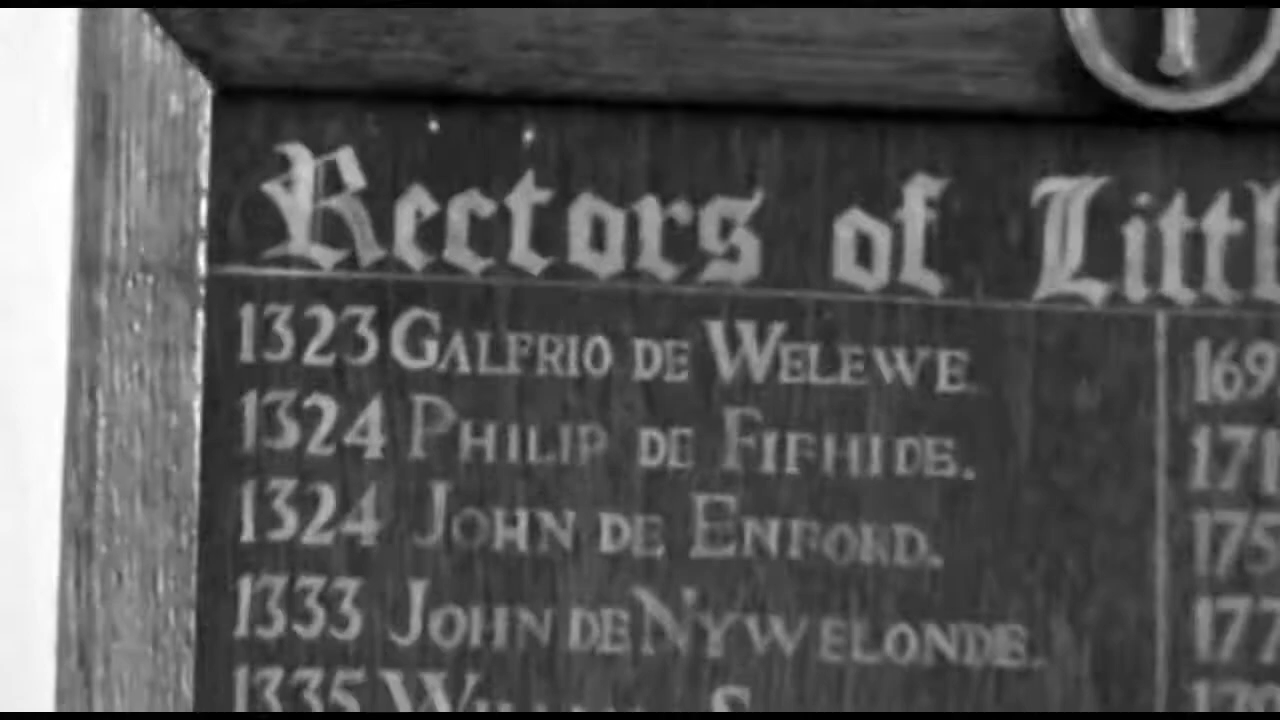 Rectors of Littl
1323 GALFRIO DE WELEWE.
1324 PHILIP DE FIFHIDE.
1324 JOHN DE ENFORD.
1333 JOHN DE NYWELONDE.
1335 WILLIAM
169
171
175
177